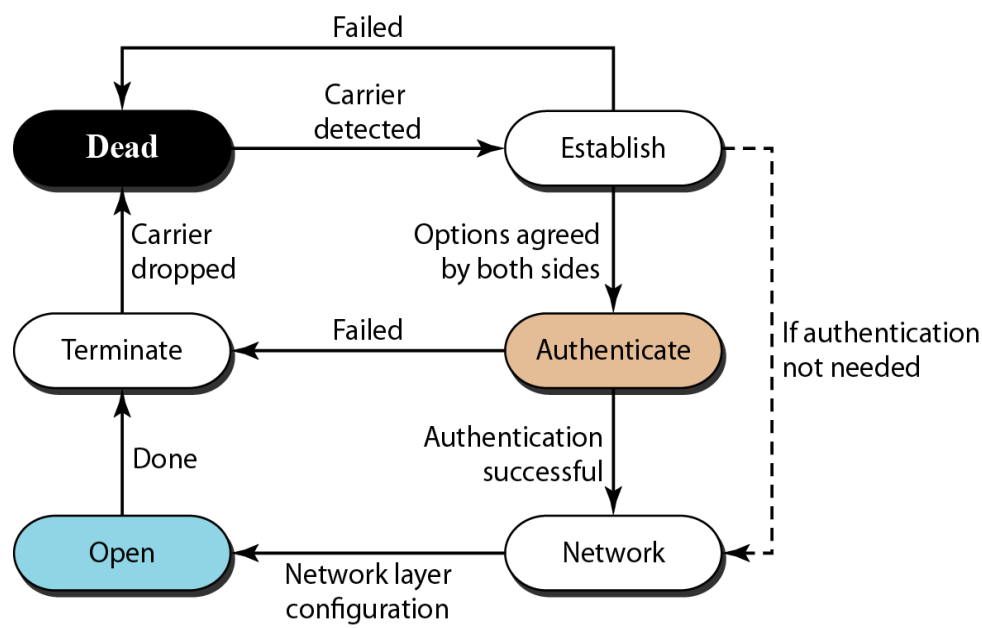 Failed
Carrier
detected
Dead
Establish
Carrier
dropped
Options agreed
by both sides
If authentication
not needed
Terminate
Failed
Authenticate
Done
Authentication
successful
Open
Network
Network layer
configuration